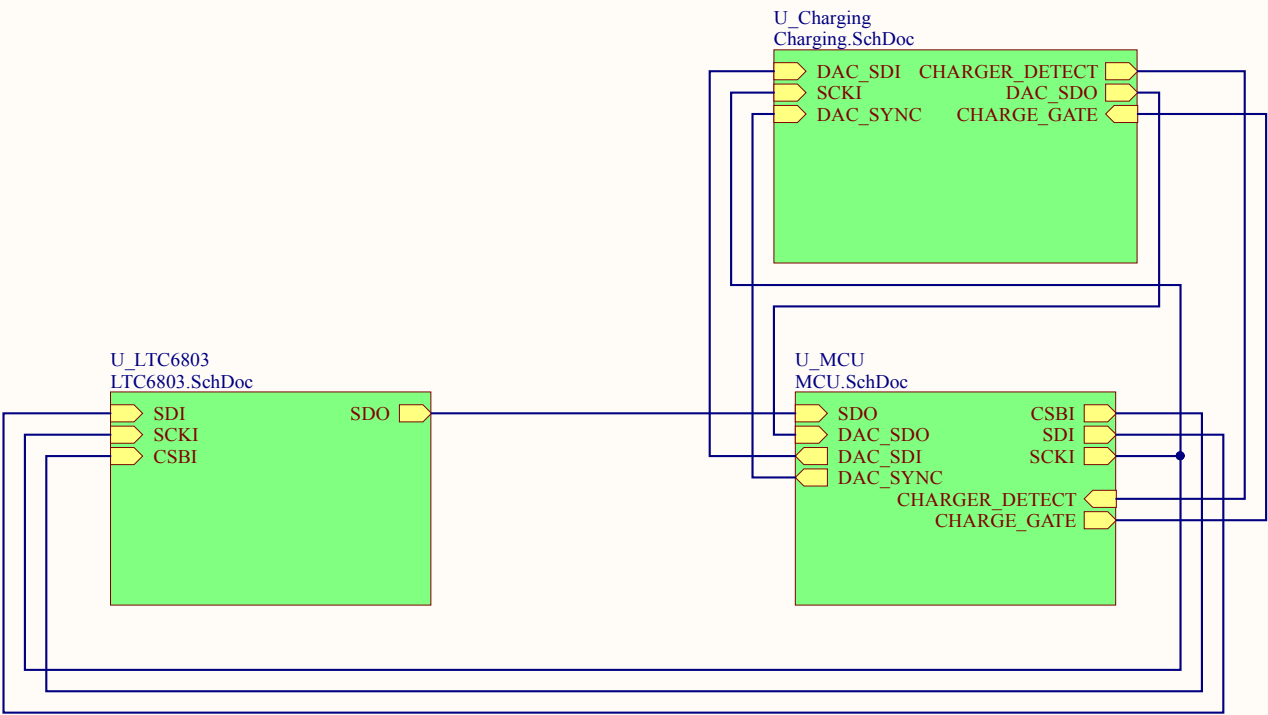 U_Charging
Charging.SchDoc
DAC_SDI CHARGER_DETECT
SCKI DAC_SDO
DAC_SYNC CHARGE_GATE
U_LTC6803
LTC6803.SchDoc
SDI SDO
SCKI
CSBI
U_MCU
MCU.SchDoc
SDO CSBI
DAC_SDO SDI
DAC_SDI SCKI
DAC_SYNC
CHARGER_DETECT
CHARGE_GATE